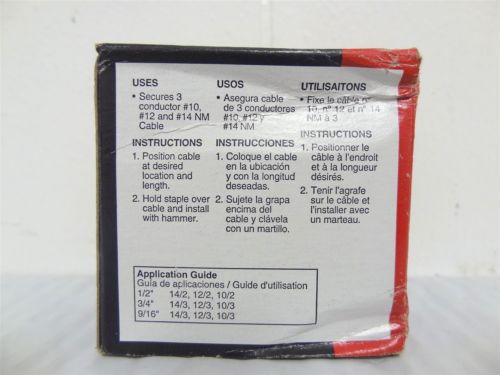 USES
• Secures 3
conductor #10,
#12 and #14 NM
Cable
INSTRUCTIONS
1. Position cable
at desired
location and
length.
2. Hold staple over
cable and install
with hammer.
USOS
• Asegura cable
de 3 conductores
#10, #12 y
#14 NM
INSTRUCCIONES
1. Coloque el cable
en la ubicación
y con la longitud
deseadas.
2. Sujete la grapa
encima del
cable y clávela
con un martillo.
UTILISAITONS
• Fixe le câble n°
10, n° 12 et n° 14
NM à 3
INSTRUCTIONS
1. Positionner le
câble à l'endroit
et à la longueur
désirés.
2. Tenir l'agrafe
sur le câble et
l'installer avec
un marteau.
Application Guide
Guía de aplicaciones / Guide d'utilisation
1/2" 14/2, 12/2, 10/2
3/4" 14/3, 12/3, 10/3
9/16" 14/3, 12/3, 10/3